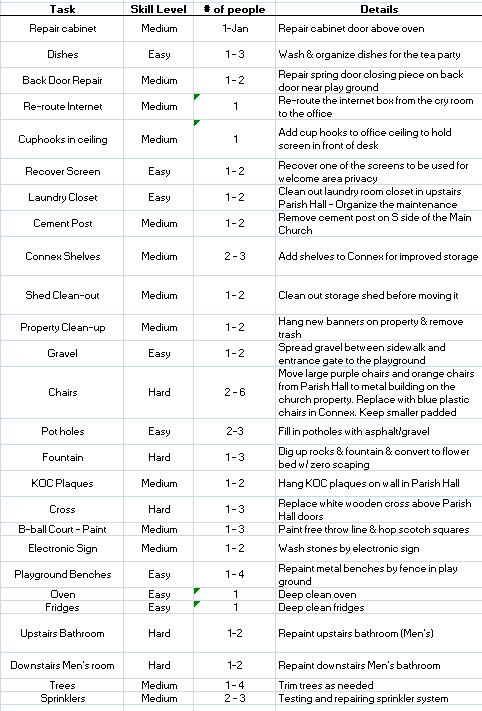 Task Skill Level # of people Details
Repair cabinet Medium 1-Jan Repair cabinet door above oven
Dishes Easy 1 - 3 Wash & organize dishes for the tea party
Back Door Repair Medium 1 - 2 Repair spring door closing piece on back
door near play ground
Re-route Internet Medium 1 Re-route the internet box from the cry room
to the office
Cuphooks in ceiling Medium 1 Add cup hooks to office ceiling to hold
screen in front of desk
Recover Screen Easy 1 - 2 Recover one of the screens to be used for
welcome area privacy
Laundry Closet Easy 1 - 2 Clean out laundry room closet in upstairs
Parish Hall - Organize the maintenance
Cement Post Medium 1 - 2 Remove cement post on S side of the Main
Church
Connex Shelves Medium 2 - 3 Add shelves to Connex for improved storage
Shed Clean-out Medium 1 - 2 Clean out storage shed before moving it
Property Clean-up Medium 1 - 2 Hang new banners on property & remove
trash
Gravel Easy 1 - 2 Spread gravel between sidewalk and
entrance gate to the playground
Chairs Hard 2 - 6 Move large purple chairs and orange chairs
from Parish Hall to metal building on the
church property. Replace with blue plastic
chairs in Connex. Keep smaller padded
Pot holes Easy 2-3 Fill in potholes with asphalt/gravel
Fountain Hard 1 - 3 Dig up rocks & fountain & convert to flower
bed w/ zero scaping
KOC Plaques Medium 1 - 2 Hang KOC plaques on wall in Parish Hall
Cross Hard 1 - 3 Replace white wooden cross above Parish
Hall doors
B-ball Court - Paint Medium 1 - 3 Paint free throw line & hop scotch squares
Electronic Sign Medium 1 - 2 Wash stones by electronic sign
Playground Benches Easy 1 - 4 Repaint metal benches by fence in play
ground
Oven Easy 1 Deep clean oven
Fridges Easy 1 Deep clean fridges
Upstairs Bathroom Hard 1-2 Repaint upstairs bathroom (Men's)
Downstairs Men's room Hard 1-2 Repaint downstairs Men's bathroom
Trees Medium 1 - 4 Trim trees as needed
Sprinklers Medium 2 - 3 Testing and repairing sprinkler system